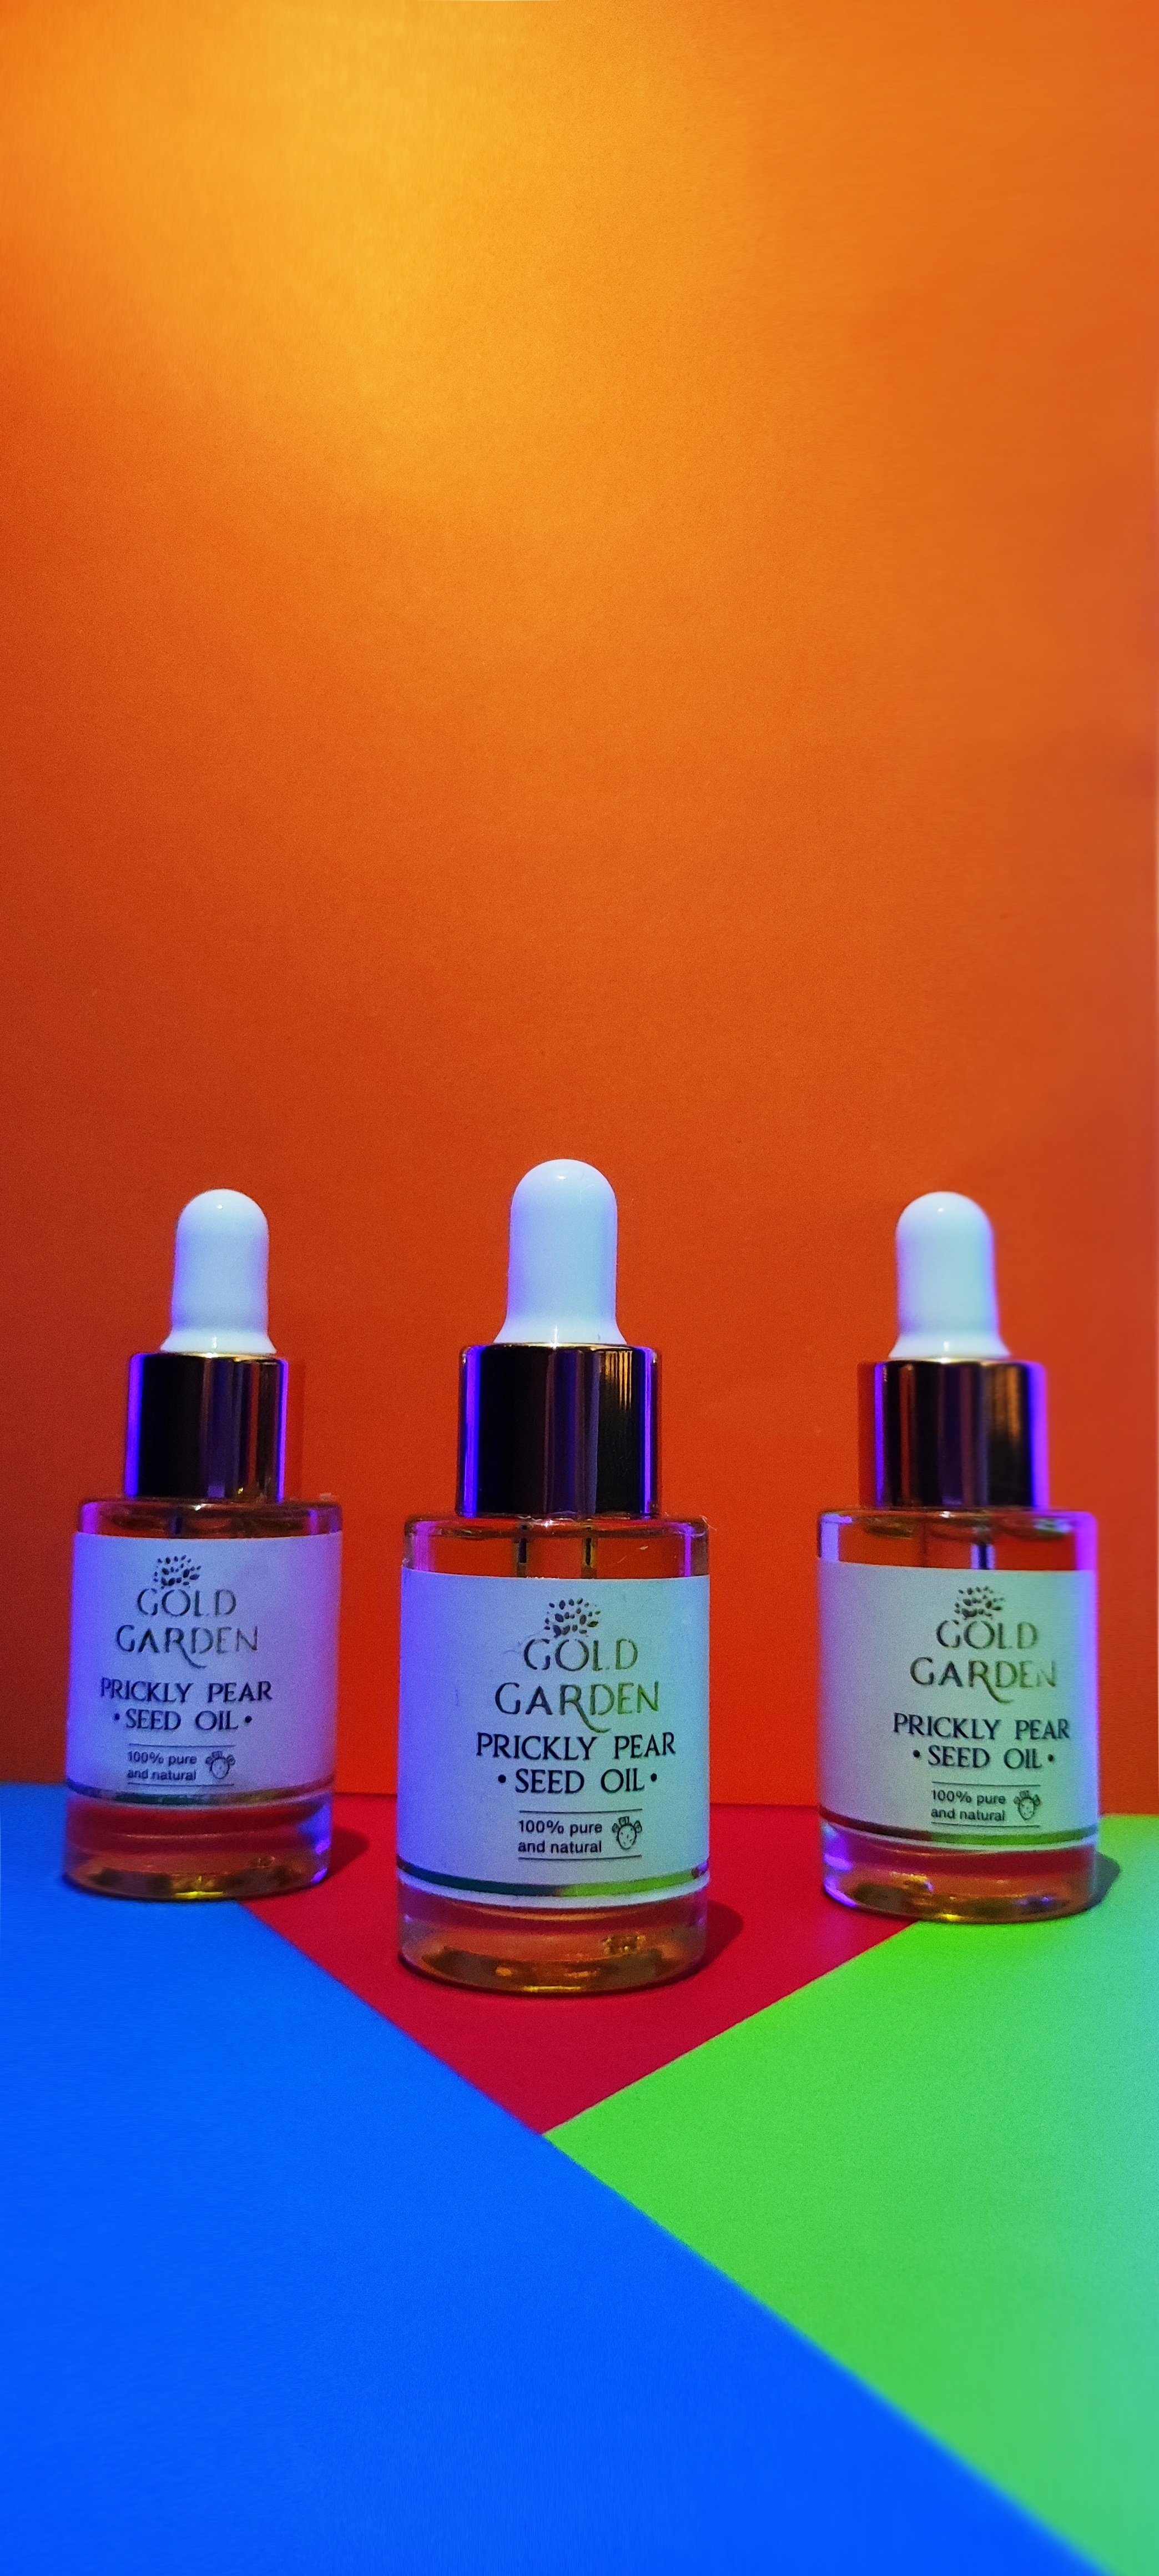 GOLD
GARDEN
PRICKLY PEAR
•SEED OIL•
100% pure
and natural
GOLD
GARDEN
PRICKLY PEAR
•SEED OIL•
100% pure
and natural
GOLD
GARDEN
PRICKLY PEAR
•SEED OIL•
100% pure
and natural